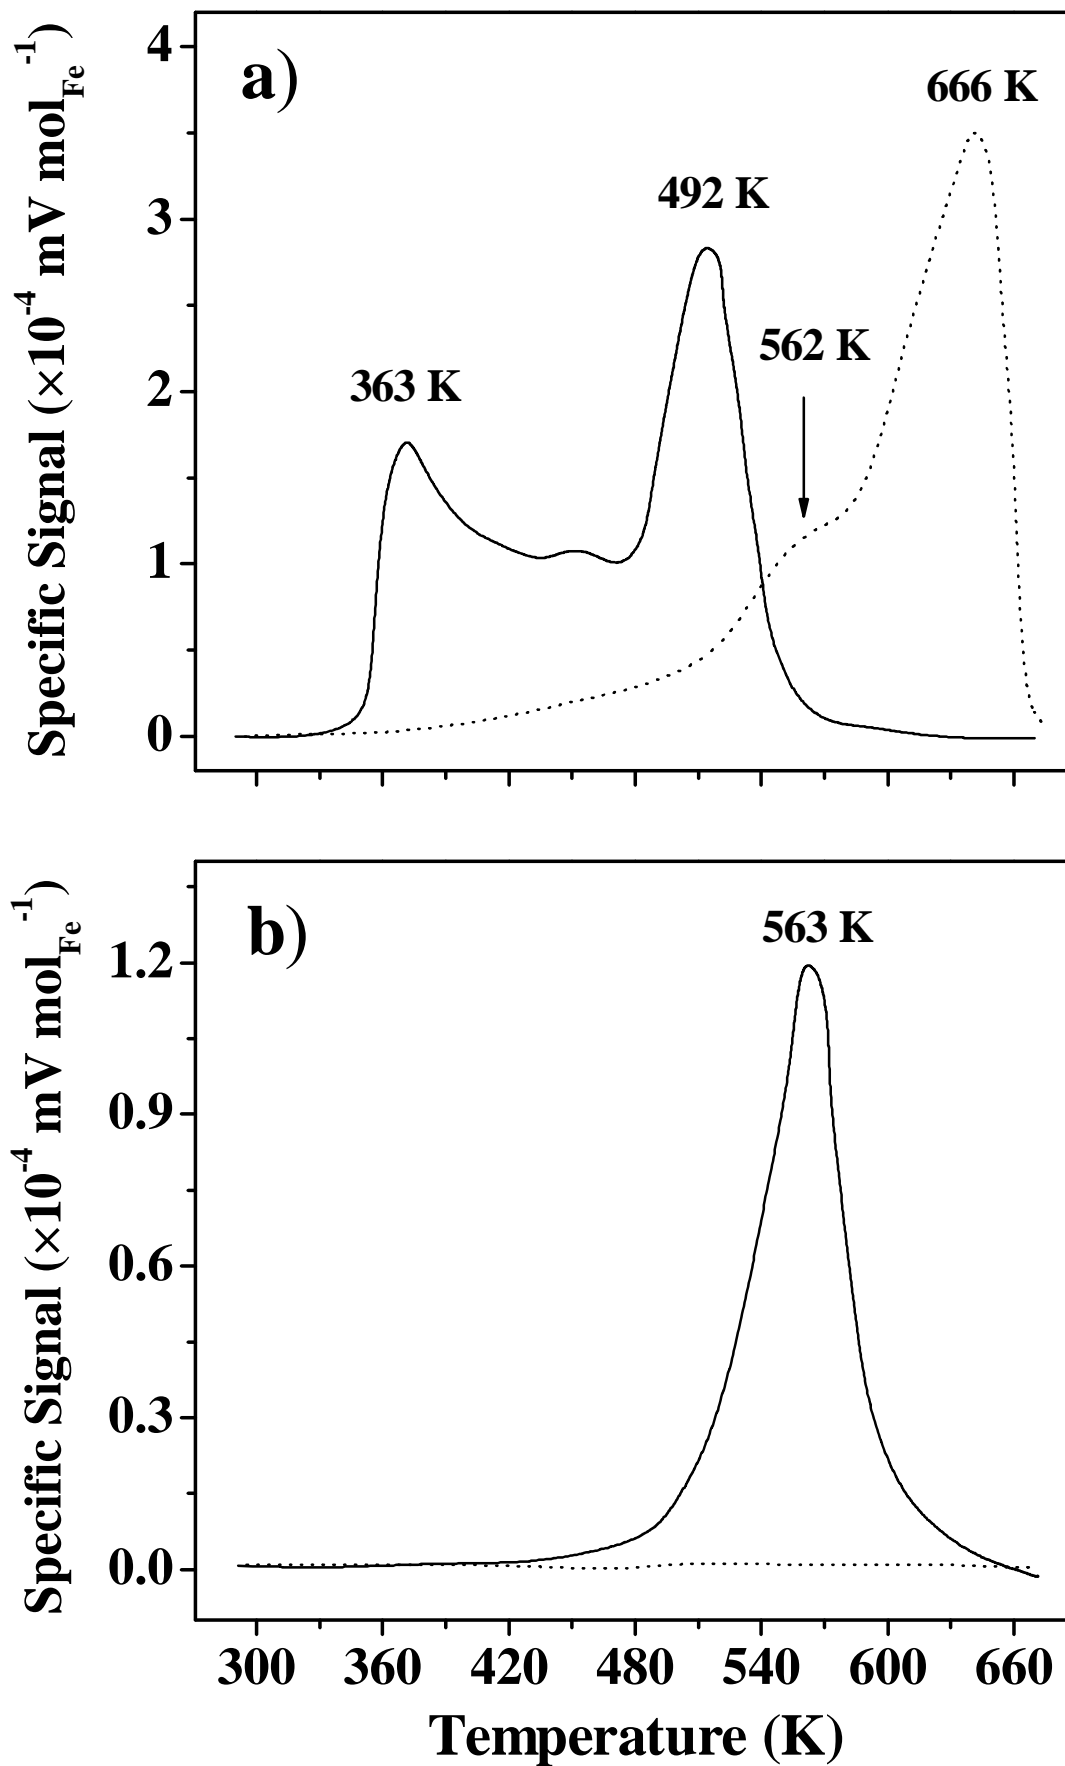 a)
666 K
492 K
562 K
363 K
4
3
2
1
0
Specific Signal (×10⁻⁴ mV mol_Fe⁻¹)
b)
563 K
1.2
0.9
0.6
0.3
0.0
Specific Signal (×10⁻⁴ mV mol_Fe⁻¹)
300 360 420 480 540 600 660
Temperature (K)